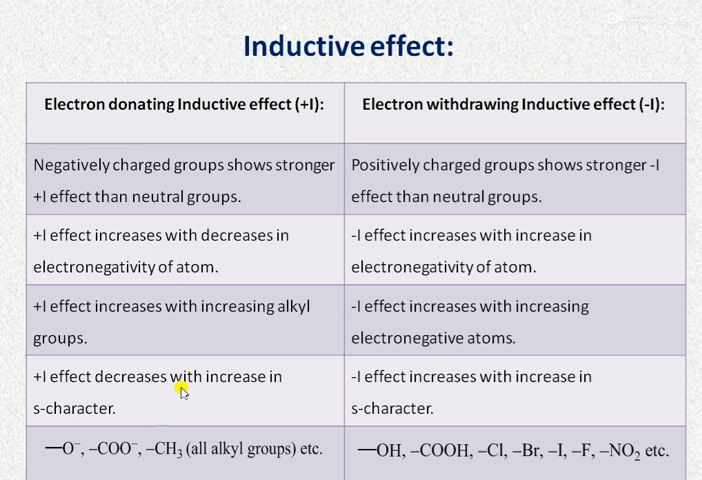 Inductive effect:
Electron donating Inductive effect (+I):
Electron withdrawing Inductive effect (-I):
Negatively charged groups shows stronger
+I effect than neutral groups.
Positively charged groups shows stronger -I
effect than neutral groups.
+I effect increases with decreases in
electronegativity of atom.
-I effect increases with increase in
electronegativity of atom.
+I effect increases with increasing alkyl
groups.
-I effect increases with increasing
electronegative atoms.
+I effect decreases with increase in
s-character.
-I effect increases with increase in
s-character.
—O⁻, –COO⁻, –CH₃ (all alkyl groups) etc.
—OH, –COOH, –Cl, –Br, –I, –F, –NO₂ etc.